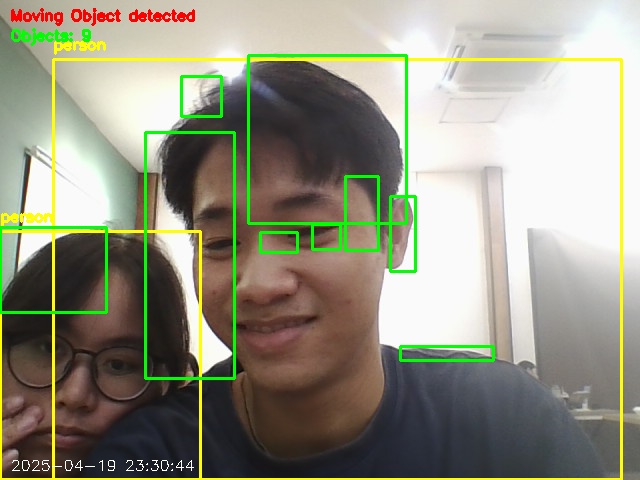 Moving Object detected
Objects: 9
person
person
2025-04-19 23:30:44